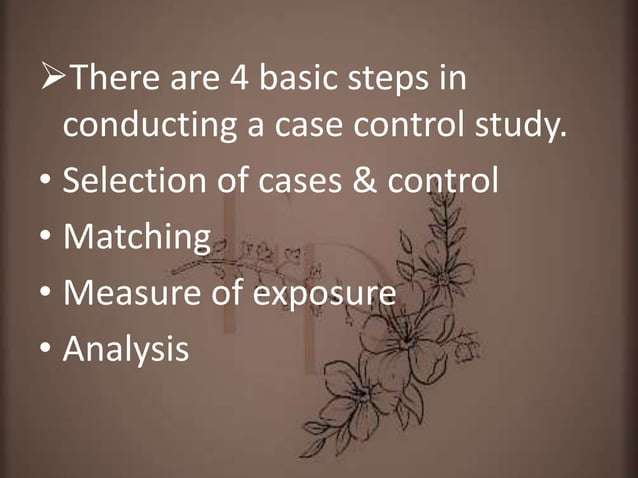 ➢There are 4 basic steps in
conducting a case control study.
• Selection of cases & control
• Matching
• Measure of exposure
• Analysis